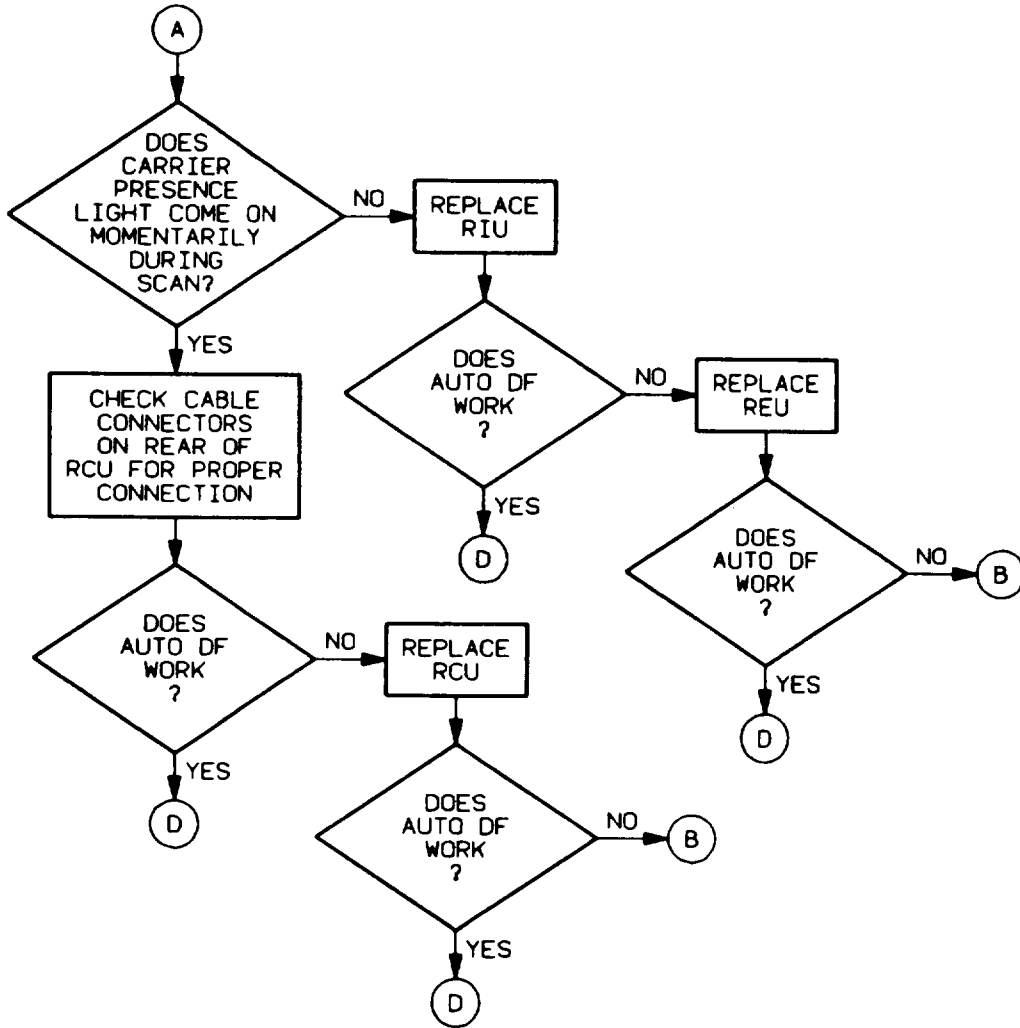 A
DOES
CARRIER
PRESENCE
LIGHT COME ON
MOMENTARILY
DURING
SCAN?
NO
REPLACE
RIU
YES
DOES
AUTO DF
WORK
?
NO
REPLACE
REU
CHECK CABLE
CONNECTORS
ON REAR OF
RCU FOR PROPER
CONNECTION
YES
D
DOES
AUTO DF
WORK
?
NO
B
YES
D
DOES
AUTO DF
WORK
?
NO
REPLACE
RCU
YES
D
DOES
AUTO DF
WORK
?
NO
B
YES
D